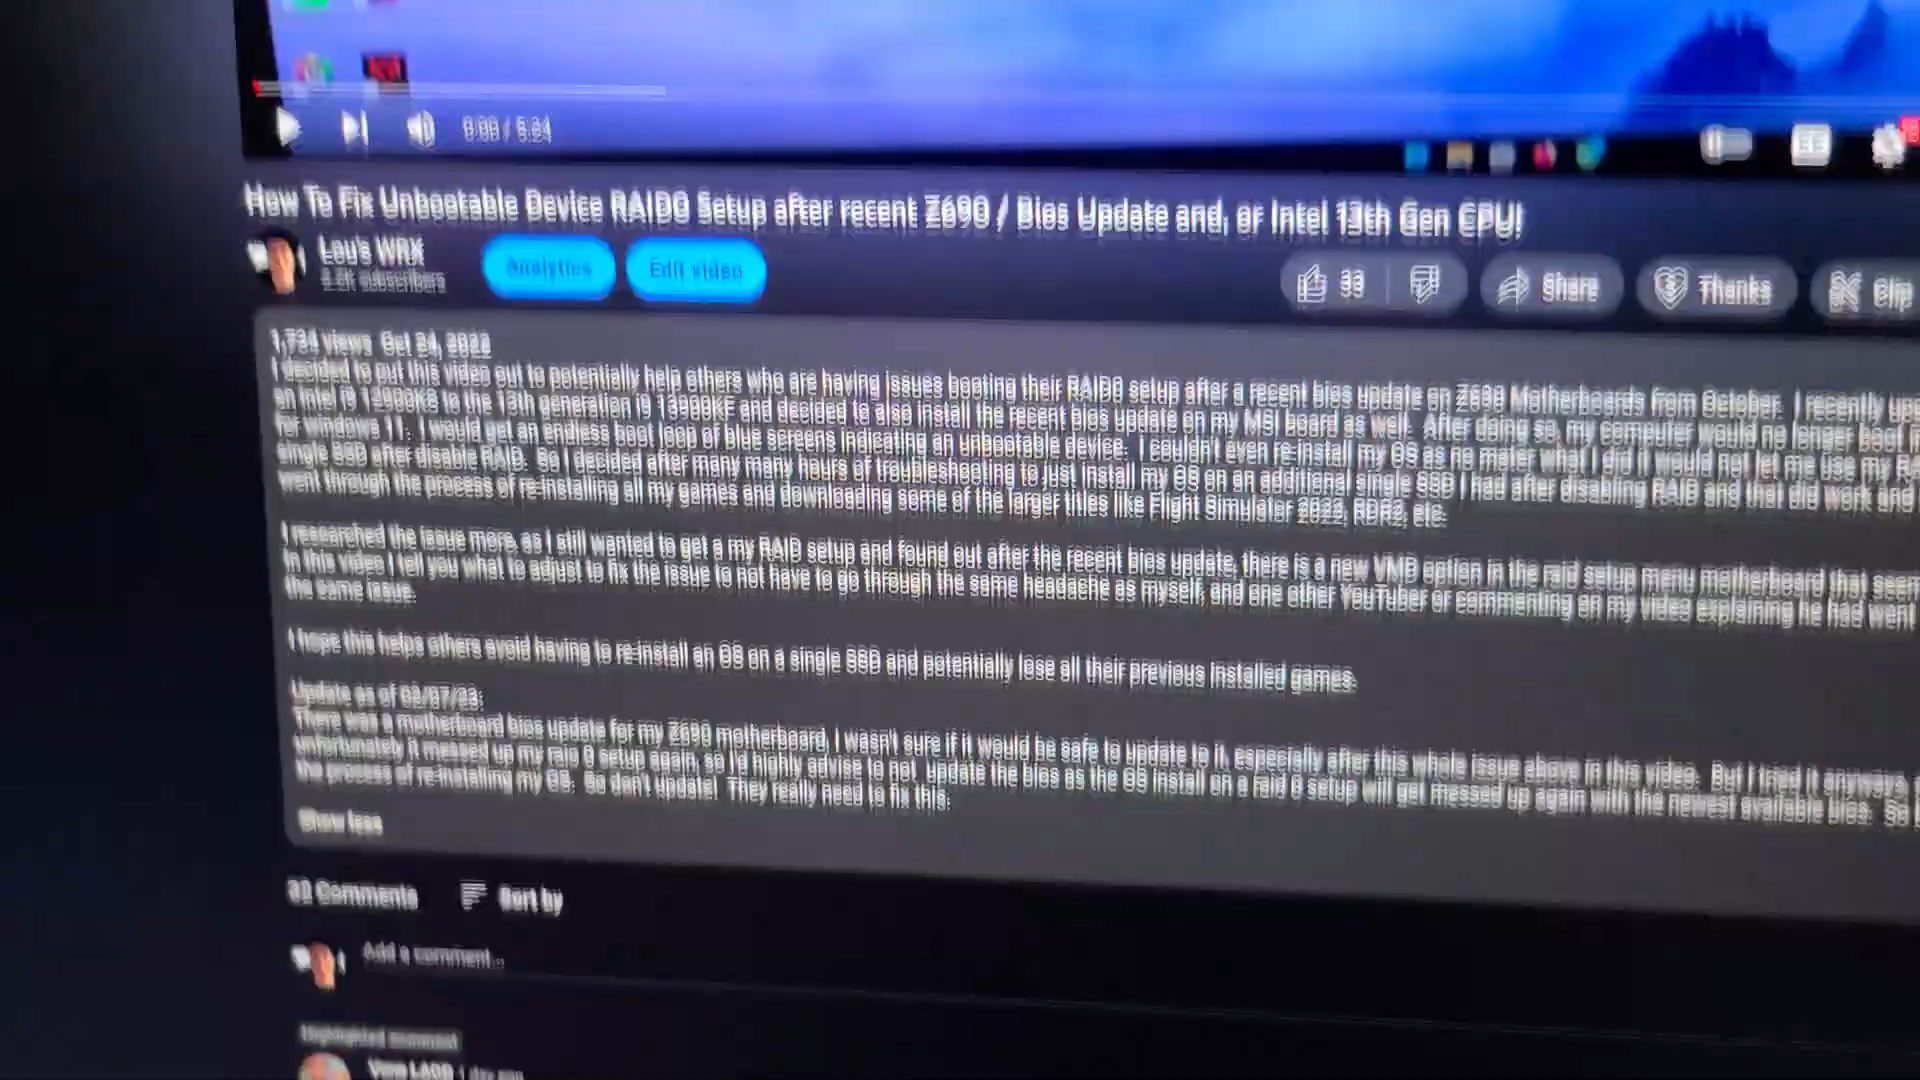 0:00 / 5:24
How To Fix Unbootable Device RAID0 Setup after recent Z690 / Bios Update and, or Intel 13th Gen CPU!
Lou's WRX
subscribers
Analytics
Edit video
33
Share
Thanks
Clip
1,734 views Oct 24, 2022
I decided to put this video out to potentially help others who are having issues booting their RAID0 setup after a recent bios update on Z690 Motherboards from October. I recently
an Intel i9 12900KS to the 13th generation i9 13900KF and decided to also install the recent bios update on my MSI board as well. After doing so, my computer would no longer boot
for windows 11. I would get an endless boot loop of blue screens indicating an unbootable device. I couldn't even re-install my OS as no mater what I did it would not let me use my
single SSD after disable RAID. So I decided after many many hours of troubleshooting to just install my OS on an additional single SSD I had after disabling RAID and that did work and
went through he process of re-installing all my games and downloading some of the larger titles like Flight Simulator 2022, RDR2, etc.
I researched the issue more, as I still wanted to get a my RAID setup and found out after the recent bios update, there is a new VMD option in the raid setup menu motherboard that
In this video I tell you what to adjust to fix the issue to not have to go through the same headache as myself, and one other YouTuber or commenting on my video explaining he had went
the same issue.
I hope this helps others avoid having to re-install an OS on a single SSD and potentially lose all their previous installed games.
Update as of 02/07/23:
There was a motherboard bios update for my Z690 motherboard, I wasn't sure if it would be safe to update to it, especially after this whole issue above in this video. But I tried it anyways
Unfortunately it messed up my raid 0 setup again, so I'd highly advise to not update the bios as the OS install on a raid 0 setup will get messed up again with the newest available bios. So
the process of re-installing my OS. So don't update! They really need to fix this.
Show less
Comments
Sort by
Add a comment...
Highlighted comment
1 day ago